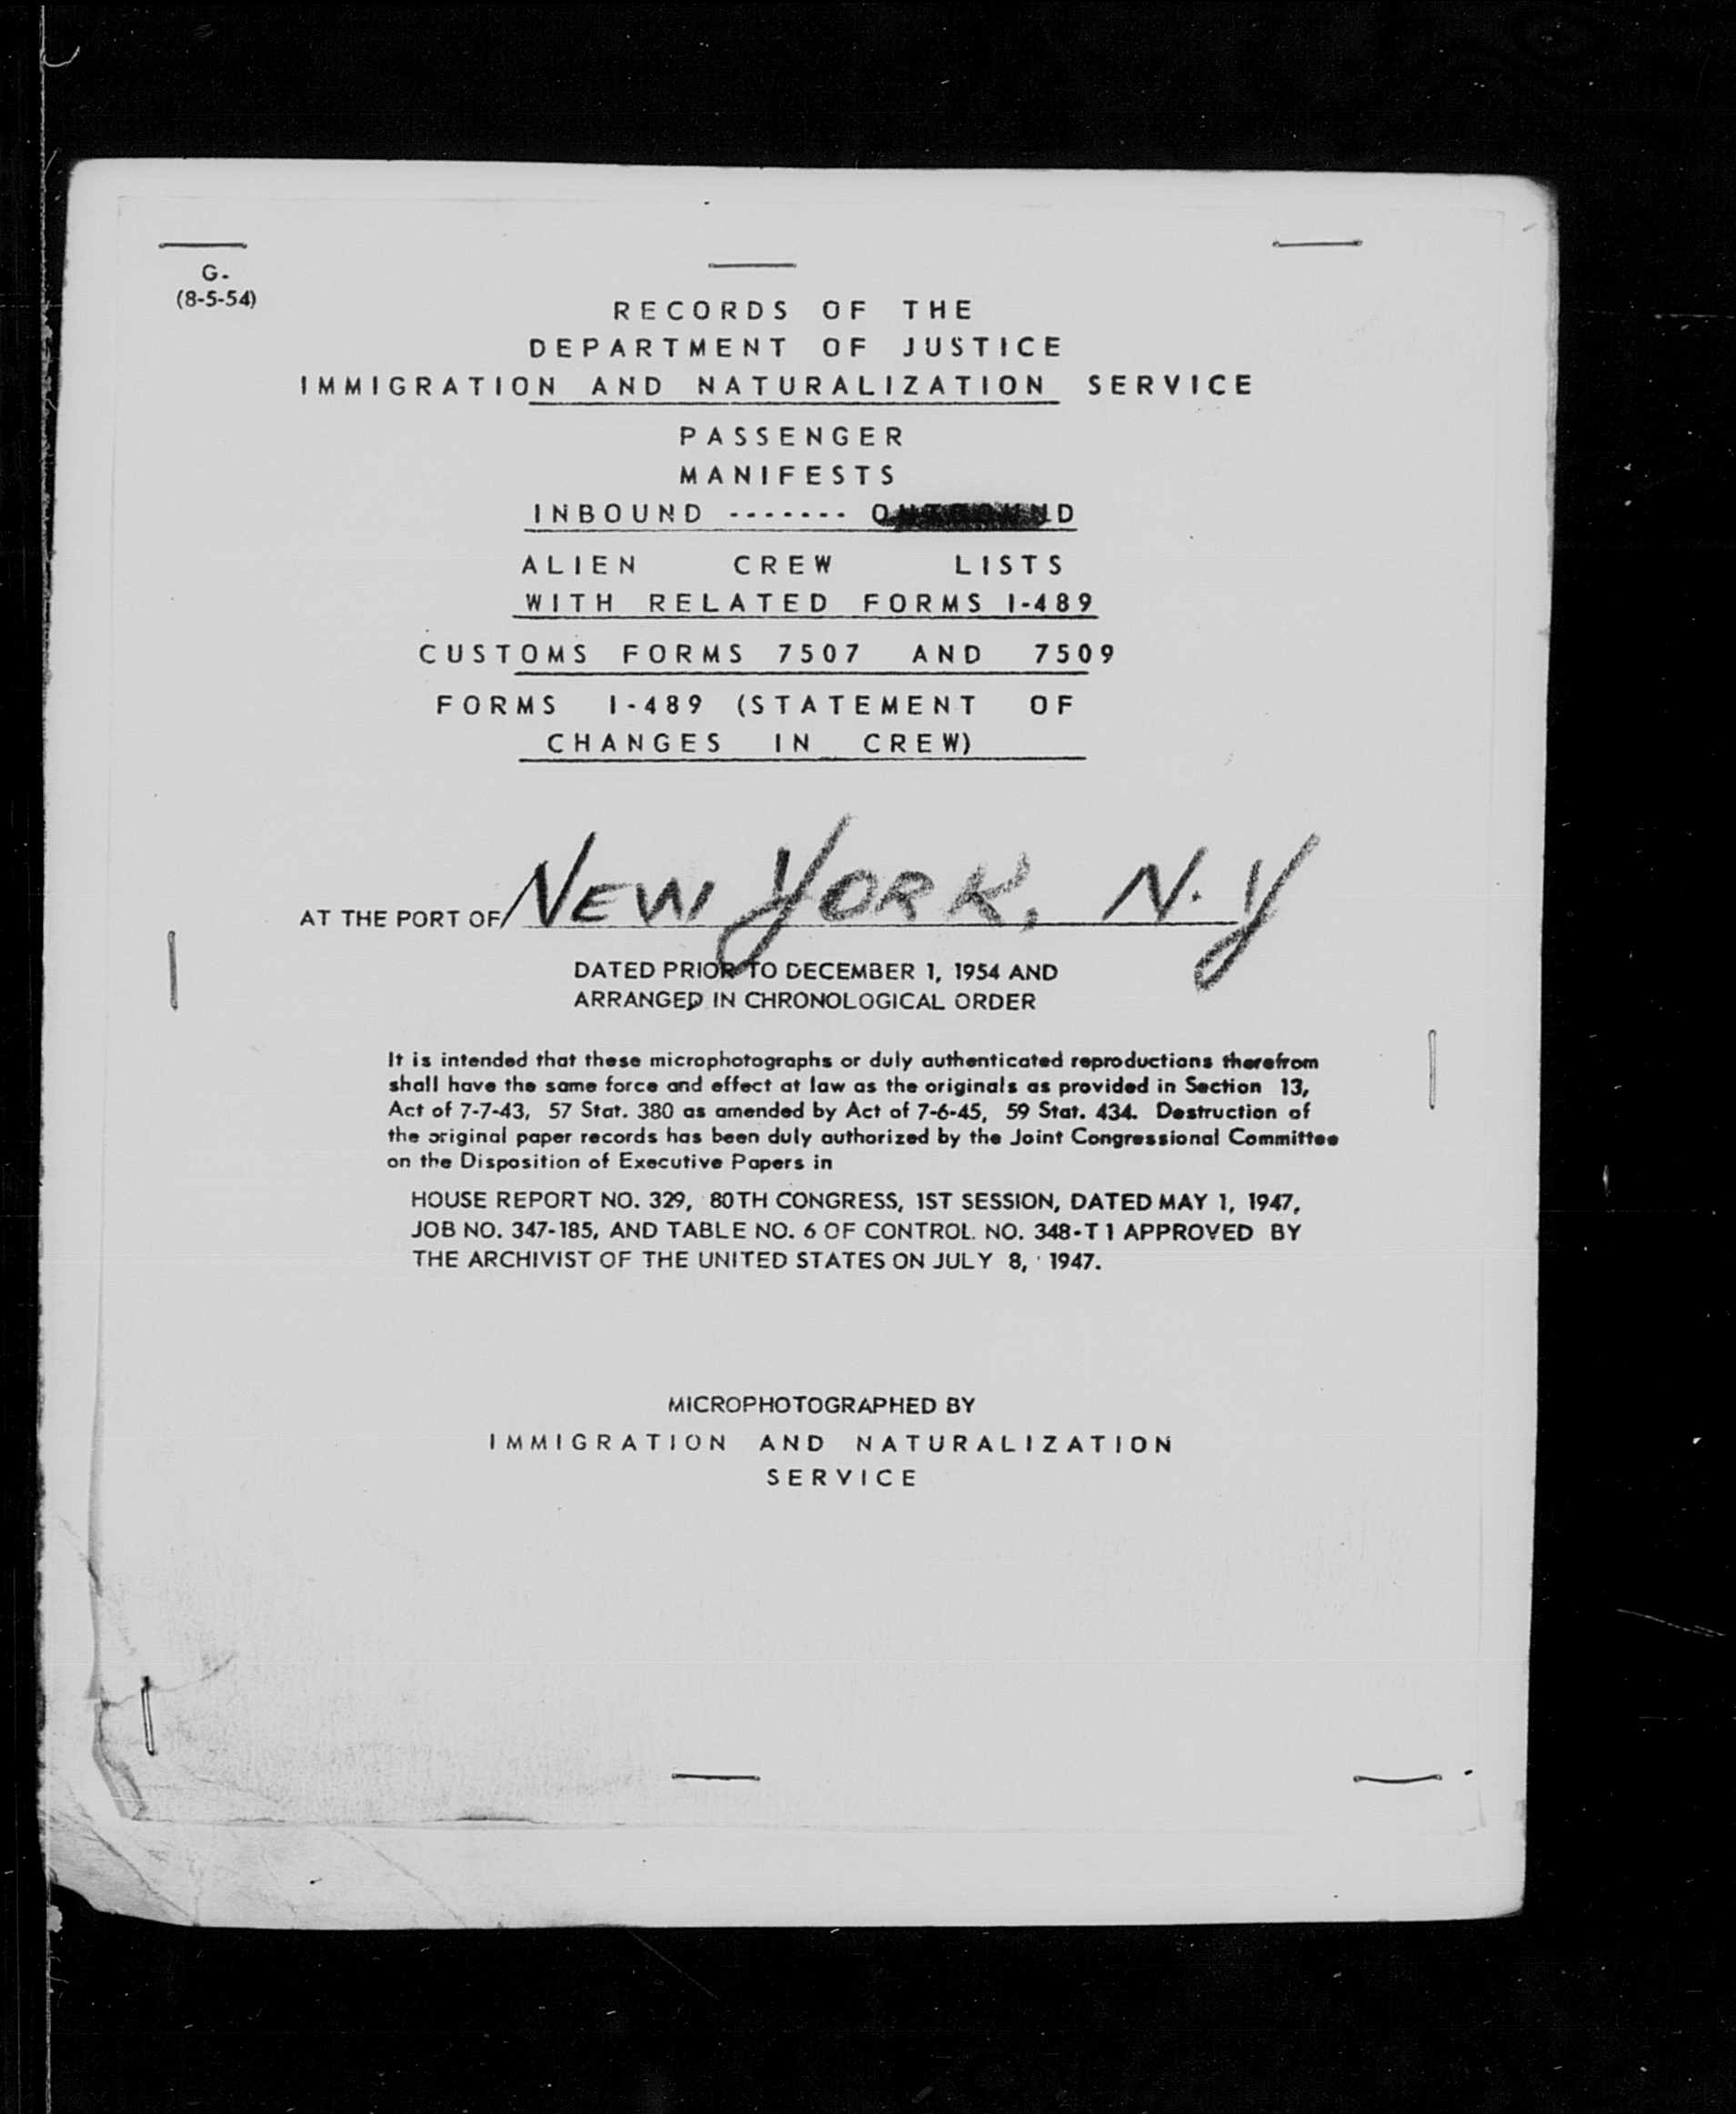 G-
(8-5-54)
RECORDS OF THE
DEPARTMENT OF JUSTICE
IMMIGRATION AND NATURALIZATION SERVICE
PASSENGER
MANIFESTS
INBOUND -------
ALIEN CREW LISTS
WITH RELATED FORMS I-489
CUSTOMS FORMS 7507 AND 7509
FORMS I-489 (STATEMENT OF
CHANGES IN CREW)
AT THE PORT OF NEW YORK, N.Y
DATED PRIOR TO DECEMBER 1, 1954 AND
ARRANGED IN CHRONOLOGICAL ORDER
It is intended that these microphotographs or duly authenticated reproductions therefrom
shall have the same force and effect at law as the originals as provided in Section 13,
Act of 7-7-43, 57 Stat. 380 as amended by Act of 7-6-45, 59 Stat. 434. Destruction of
the original paper records has been duly authorized by the Joint Congressional Committee
on the Disposition of Executive Papers in
HOUSE REPORT NO. 329, 80TH CONGRESS, 1ST SESSION, DATED MAY 1, 1947,
JOB NO. 347-185, AND TABLE NO. 6 OF CONTROL NO. 348-T1 APPROVED BY
THE ARCHIVIST OF THE UNITED STATES ON JULY 8, 1947.
MICROPHOTOGRAPHED BY
IMMIGRATION AND NATURALIZATION
SERVICE